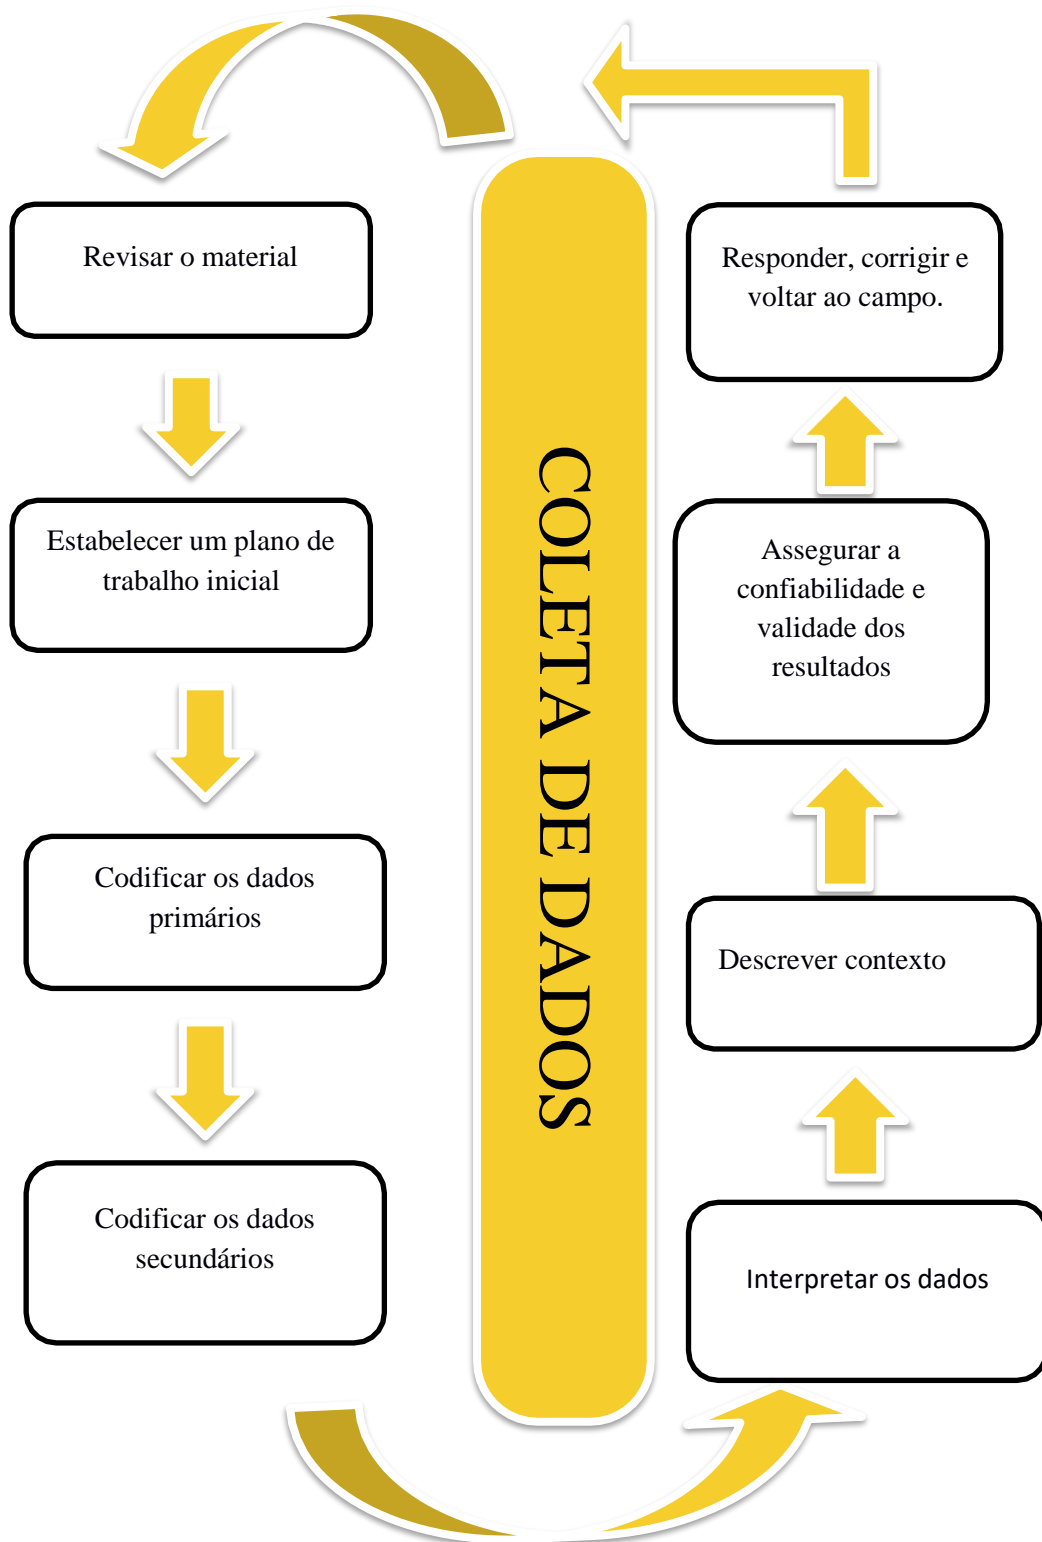 Revisar o material
Estabelecer um plano de
trabalho inicial
Codificar os dados
primários
Codificar os dados
secundários
COLETA DE DADOS
Responder, corrigir e
voltar ao campo.
Assegurar a
confiabilidade e
validade dos
resultados
Descrever contexto
Interpretar os dados